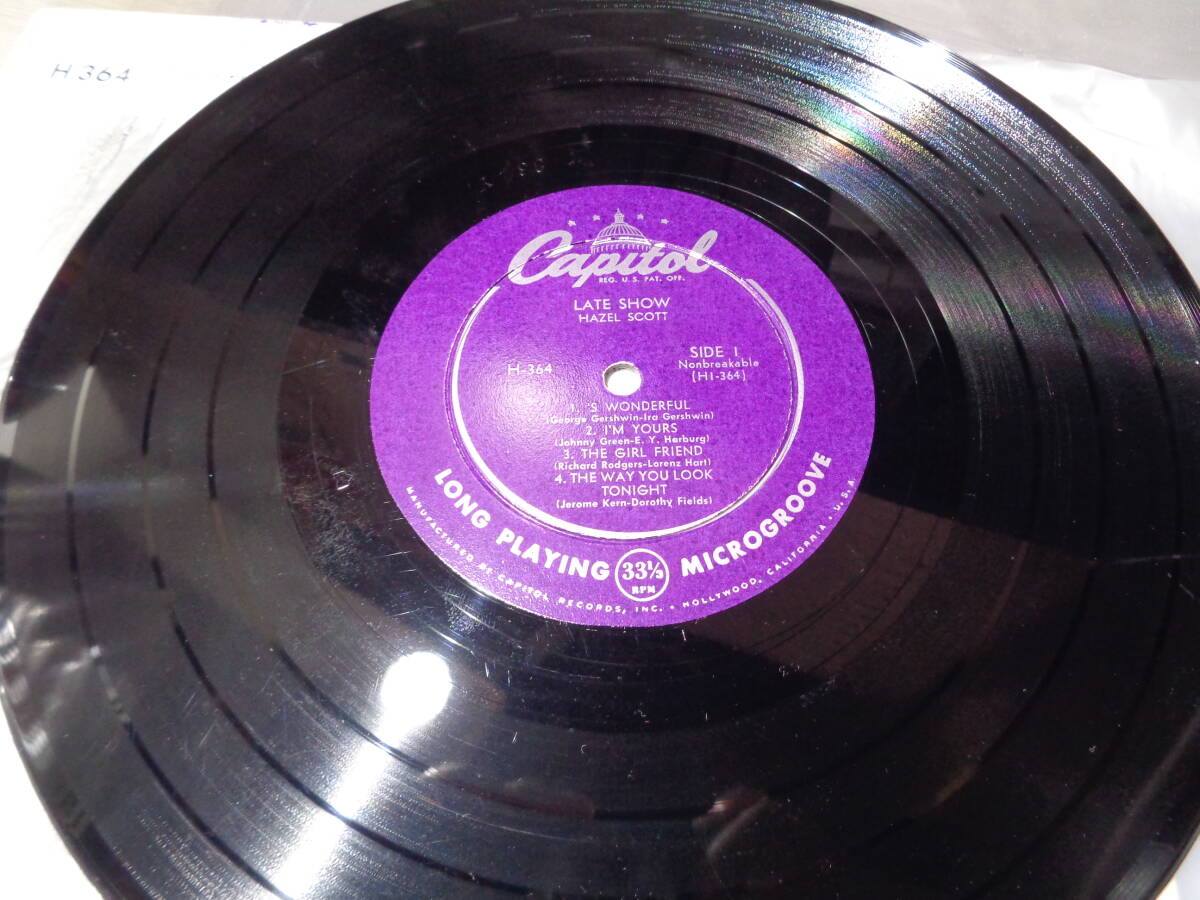 H 364
Capitol
REG. U.S. PAT. OFF.
LATE SHOW
HAZEL SCOTT
H-364
SIDE 1
Nonbreakable
(H1-364)
1. 'S WONDERFUL
(George Gershwin-Ira Gershwin)
2. I'M YOURS
(Johnny Green-E. Y. Harburg)
3. THE GIRL FRIEND
(Richard Rodgers-Lorenz Hart)
4. THE WAY YOU LOOK
TONIGHT
(Jerome Kern-Dorothy Fields)
LONG PLAYING 33 1/3 RPM MICROGROOVE
MANUFACTURED BY CAPITOL RECORDS, INC. • HOLLYWOOD, CALIFORNIA • U.S.A.